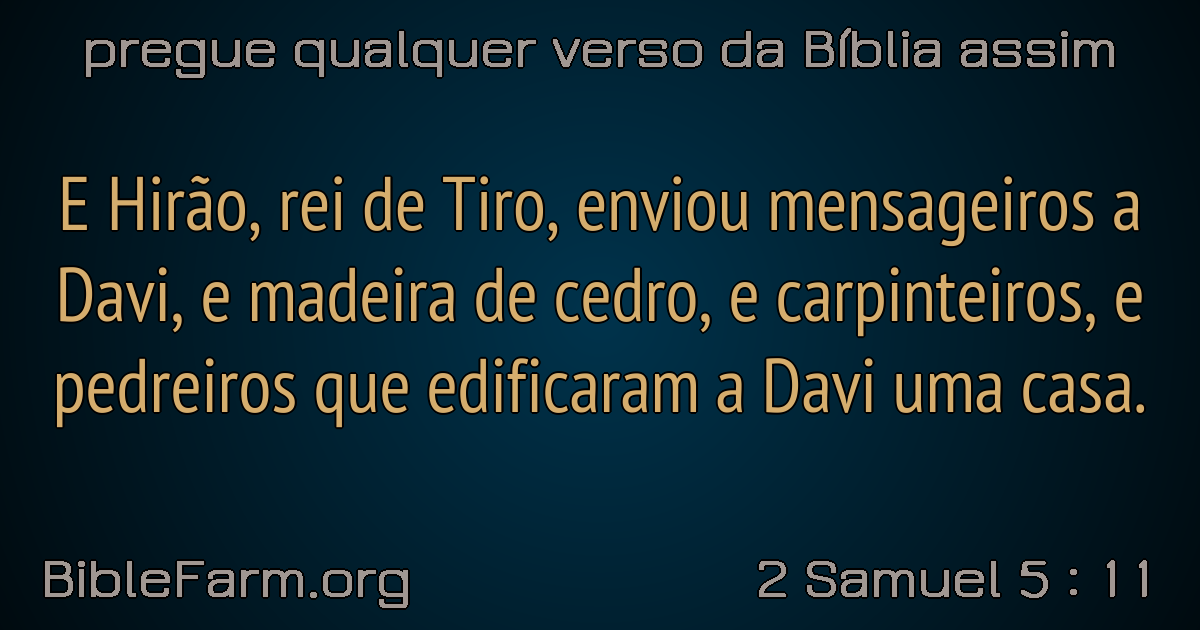 pregue qualquer verso da Bíblia assim
E Hirão, rei de Tiro, enviou mensageiros a
Davi, e madeira de cedro, e carpinteiros, e
pedreiros que edificaram a Davi uma casa.
BibleFarm.org
2 Samuel 5 : 11